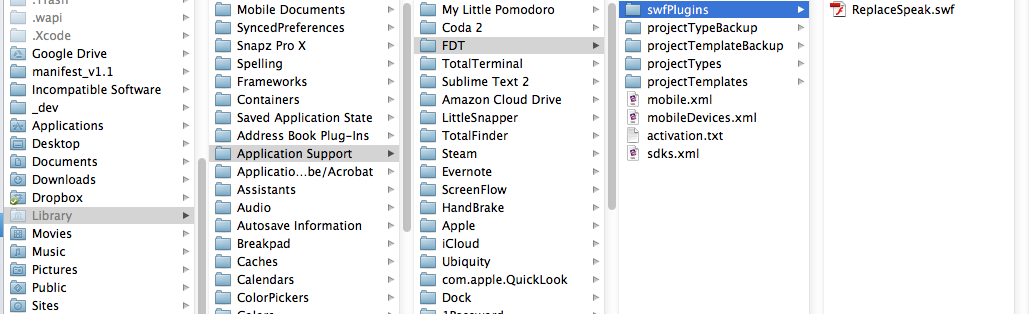 .Trash
.wapi
.Xcode
Google Drive
manifest_v1.1
Incompatible Software
_dev
Applications
Desktop
Documents
Downloads
Dropbox
Library
Movies
Music
Pictures
Public
Sites
Mobile Documents
SyncedPreferences
Snapz Pro X
Spelling
Frameworks
Containers
Saved Application State
Address Book Plug-Ins
Application Support
Applicatio...be/Acrobat
Assistants
Audio
Autosave Information
Breakpad
Caches
Calendars
ColorPickers
Colors
My Little Pomodoro
Coda 2
FDT
TotalTerminal
Sublime Text 2
Amazon Cloud Drive
LittleSnapper
TotalFinder
Steam
Evernote
ScreenFlow
HandBrake
Apple
iCloud
Ubiquity
com.apple.QuickLook
Dock
1Password
swfPlugins
projectTypeBackup
projectTemplateBackup
projectTypes
projectTemplates
mobile.xml
mobileDevices.xml
activation.txt
sdks.xml
ReplaceSpeak.swf